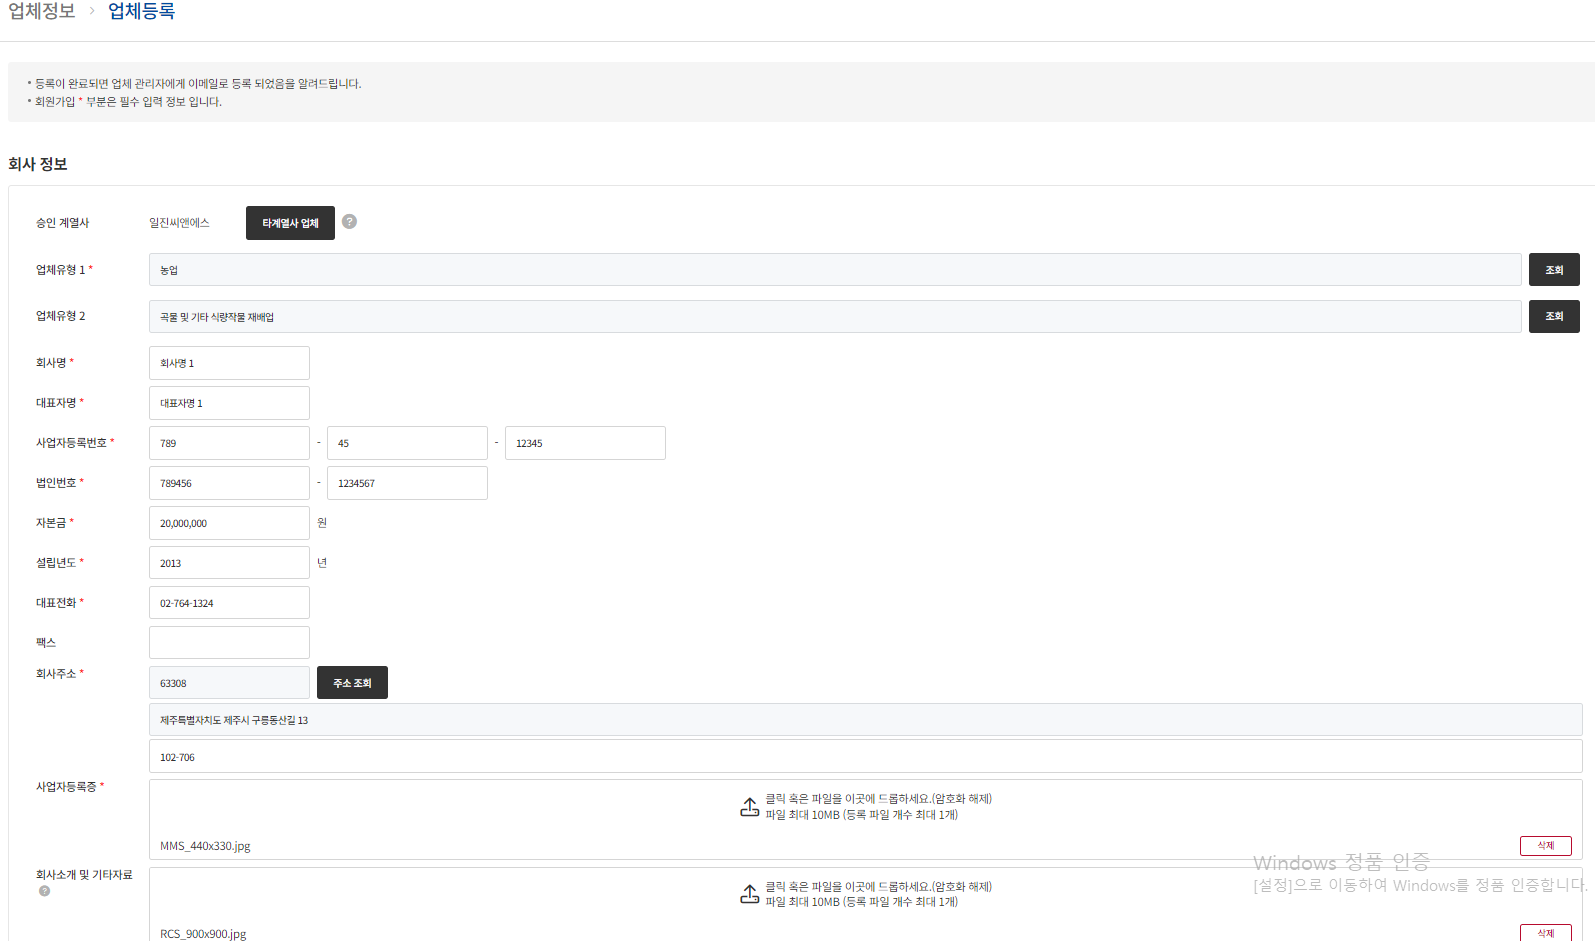 업체정보 > 업체등록
• 등록이 완료되면 업체 관리자에게 이메일로 등록 되었음을 알려드립니다.
• 회원가입 * 부분은 필수 입력 정보 입니다.
회사 정보
승인 계열사 일진씨앤에스 타계열사 업체 ?
업체유형 1 * 농업 조회
업체유형 2 곡물 및 기타 식량작물 재배업 조회
회사명 * 회사명 1
대표자명 * 대표자명 1
사업자등록번호 * 789 - 45 - 12345
법인번호 * 789456 - 1234567
자본금 * 20,000,000 원
설립년도 * 2013 년
대표전화 * 02-764-1324
팩스
회사주소 * 63308 주소 조회
제주특별자치도 제주시 구릉동산길 13
102-706
사업자등록증 *
클릭 혹은 파일을 이곳에 드롭하세요.(암호화 해제)
파일 최대 10MB (등록 파일 개수 최대 1개)
MMS_440x330.jpg 삭제
회사소개 및 기타자료 ?
클릭 혹은 파일을 이곳에 드롭하세요.(암호화 해제)
파일 최대 10MB (등록 파일 개수 최대 1개)
RCS_900x900.jpg 삭제
Windows 정품 인증
[설정]으로 이동하여 Windows를 정품 인증합니다.